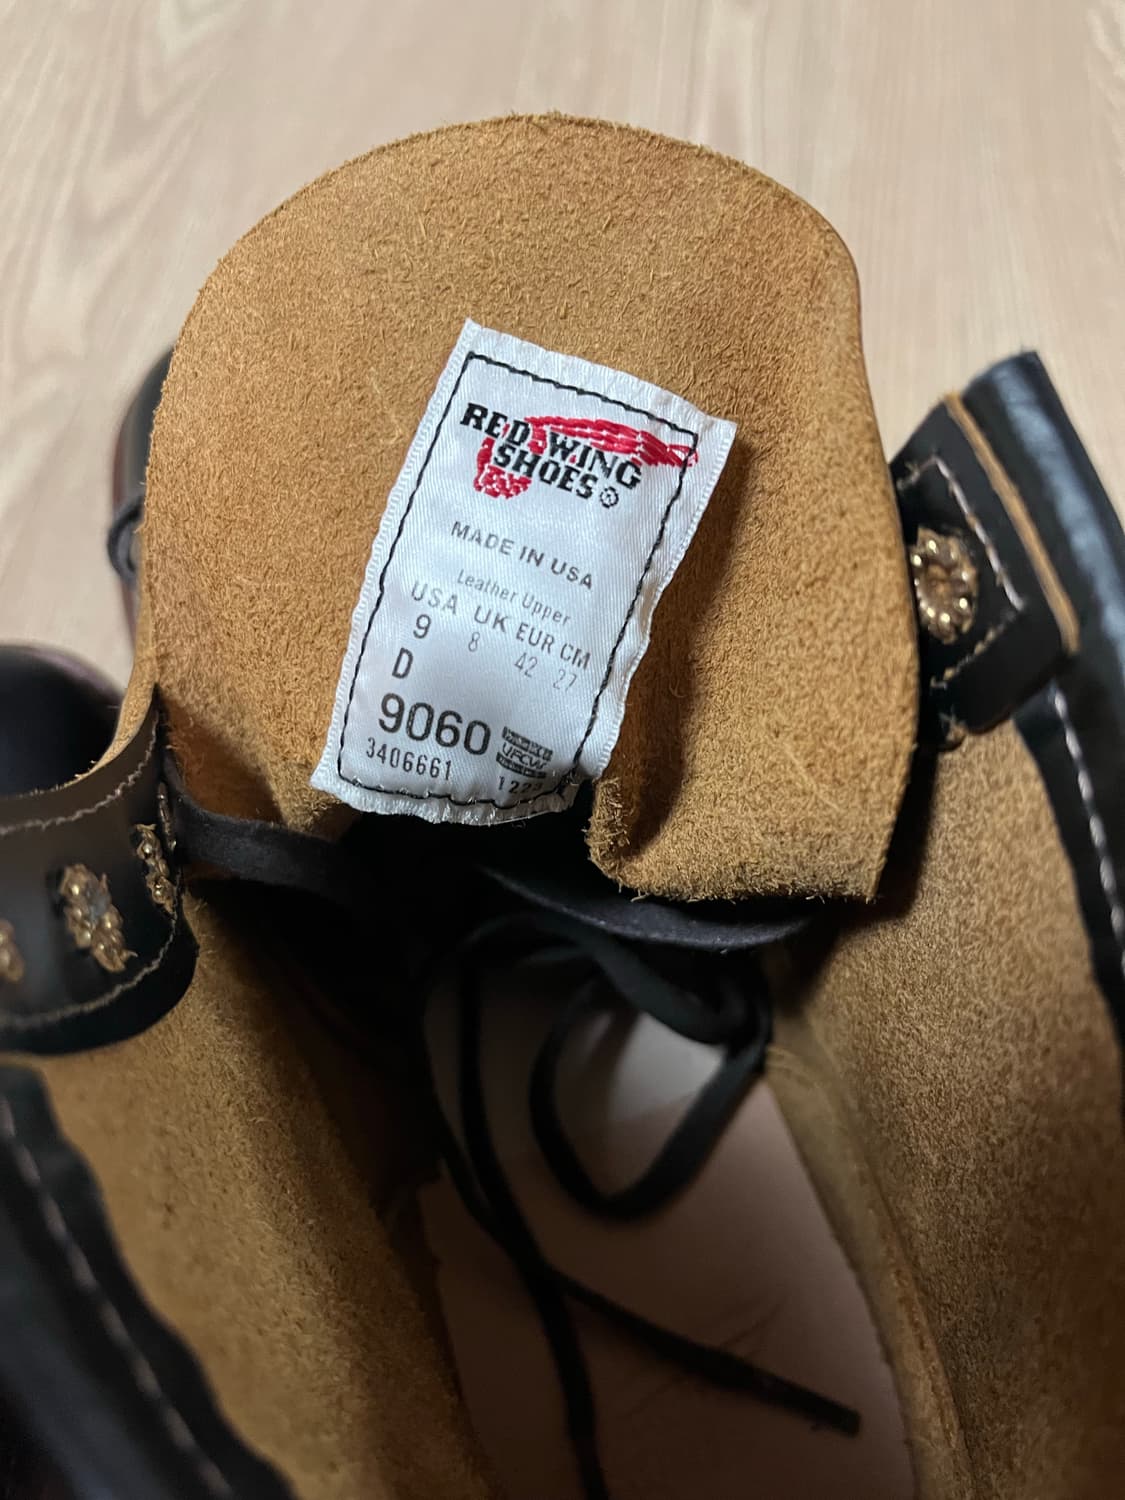 RED WING
SHOES®
MADE IN USA
Leather Upper
USA UK EUR CM
9 8 42 27
D
9060
3406661
UFCW